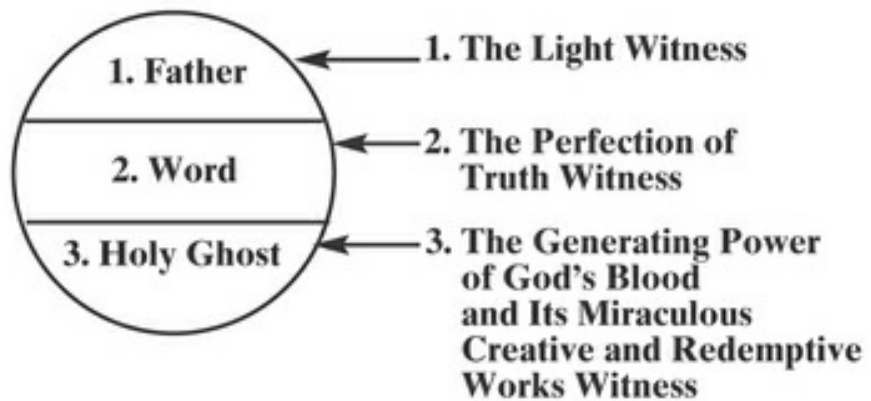 1. Father
2. Word
3. Holy Ghost
1. The Light Witness
2. The Perfection of
Truth Witness
3. The Generating Power
of God's Blood
and Its Miraculous
Creative and Redemptive
Works Witness